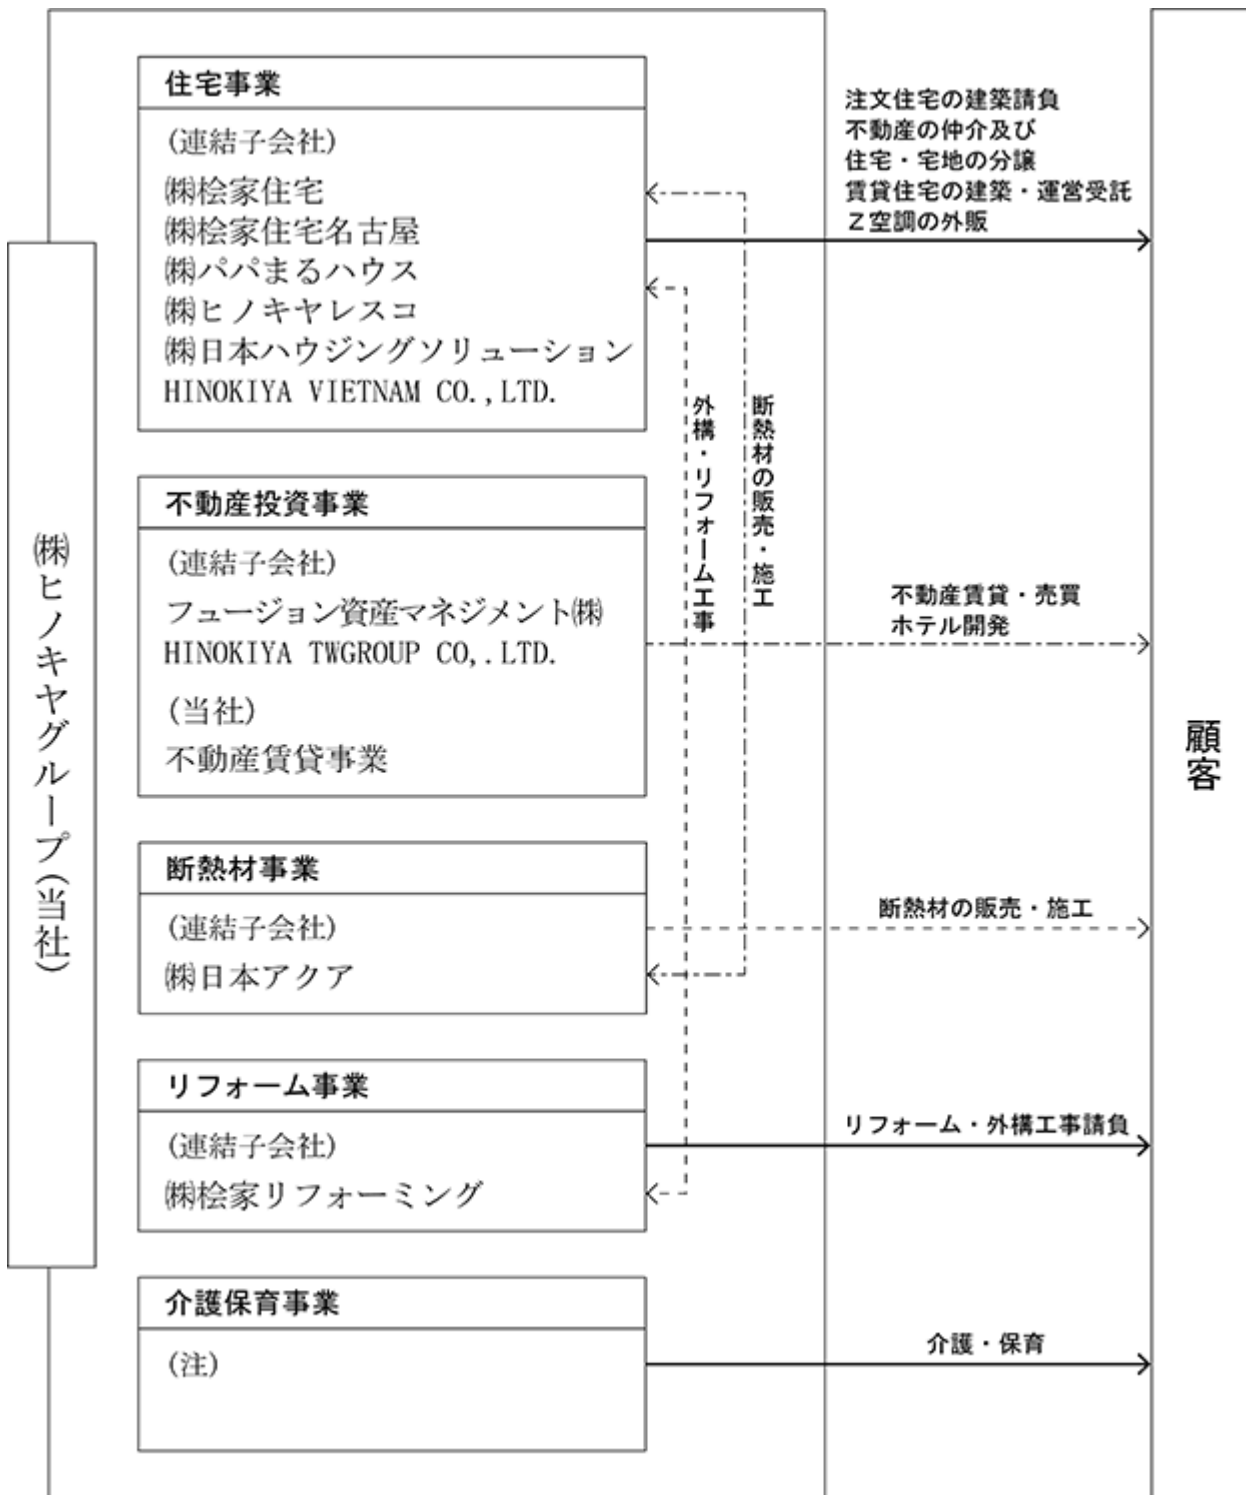 ㈱ヒノキヤグループ(当社)
住宅事業
(連結子会社)
㈱桧家住宅
㈱桧家住宅名古屋
㈱パパまるハウス
㈱ヒノキヤレスコ
㈱日本ハウジングソリューション
HINOKIYA VIETNAM CO.,LTD.
注文住宅の建築請負
不動産の仲介及び
住宅・宅地の分譲
賃貸住宅の建築・運営受託
Z空調の外販
外構・リフォーム工事
断熱材の販売・施工
不動産投資事業
(連結子会社)
フュージョン資産マネジメント㈱
HINOKIYA TWGROUP CO,.LTD.
(当社)
不動産賃貸事業
不動産賃貸・売買
ホテル開発
顧客
断熱材事業
(連結子会社)
㈱日本アクア
断熱材の販売・施工
リフォーム事業
(連結子会社)
㈱桧家リフォーミング
リフォーム・外構工事請負
介護保育事業
(注)
介護・保育